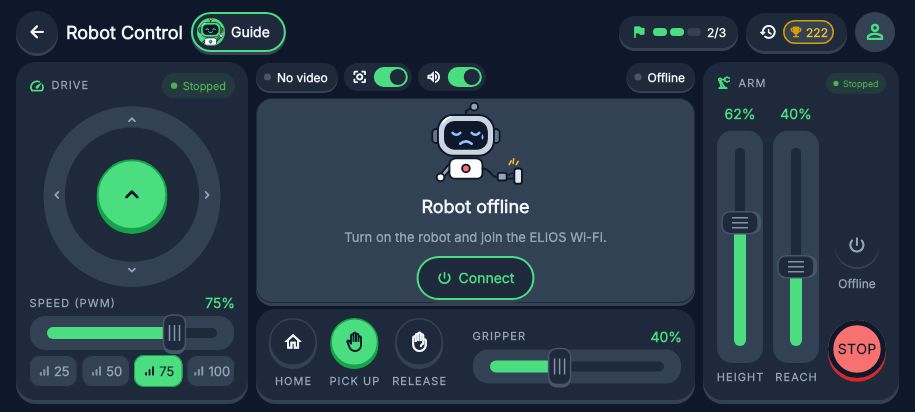 Robot Control
Guide
2/3
222
DRIVE
Stopped
SPEED (PWM)
75%
25
50
75
100
No video
Offline
Robot offline
Turn on the robot and join the ELIOS Wi-Fi.
Connect
HOME
PICK UP
RELEASE
GRIPPER
40%
ARM
Stopped
62%
40%
HEIGHT
REACH
Offline
STOP